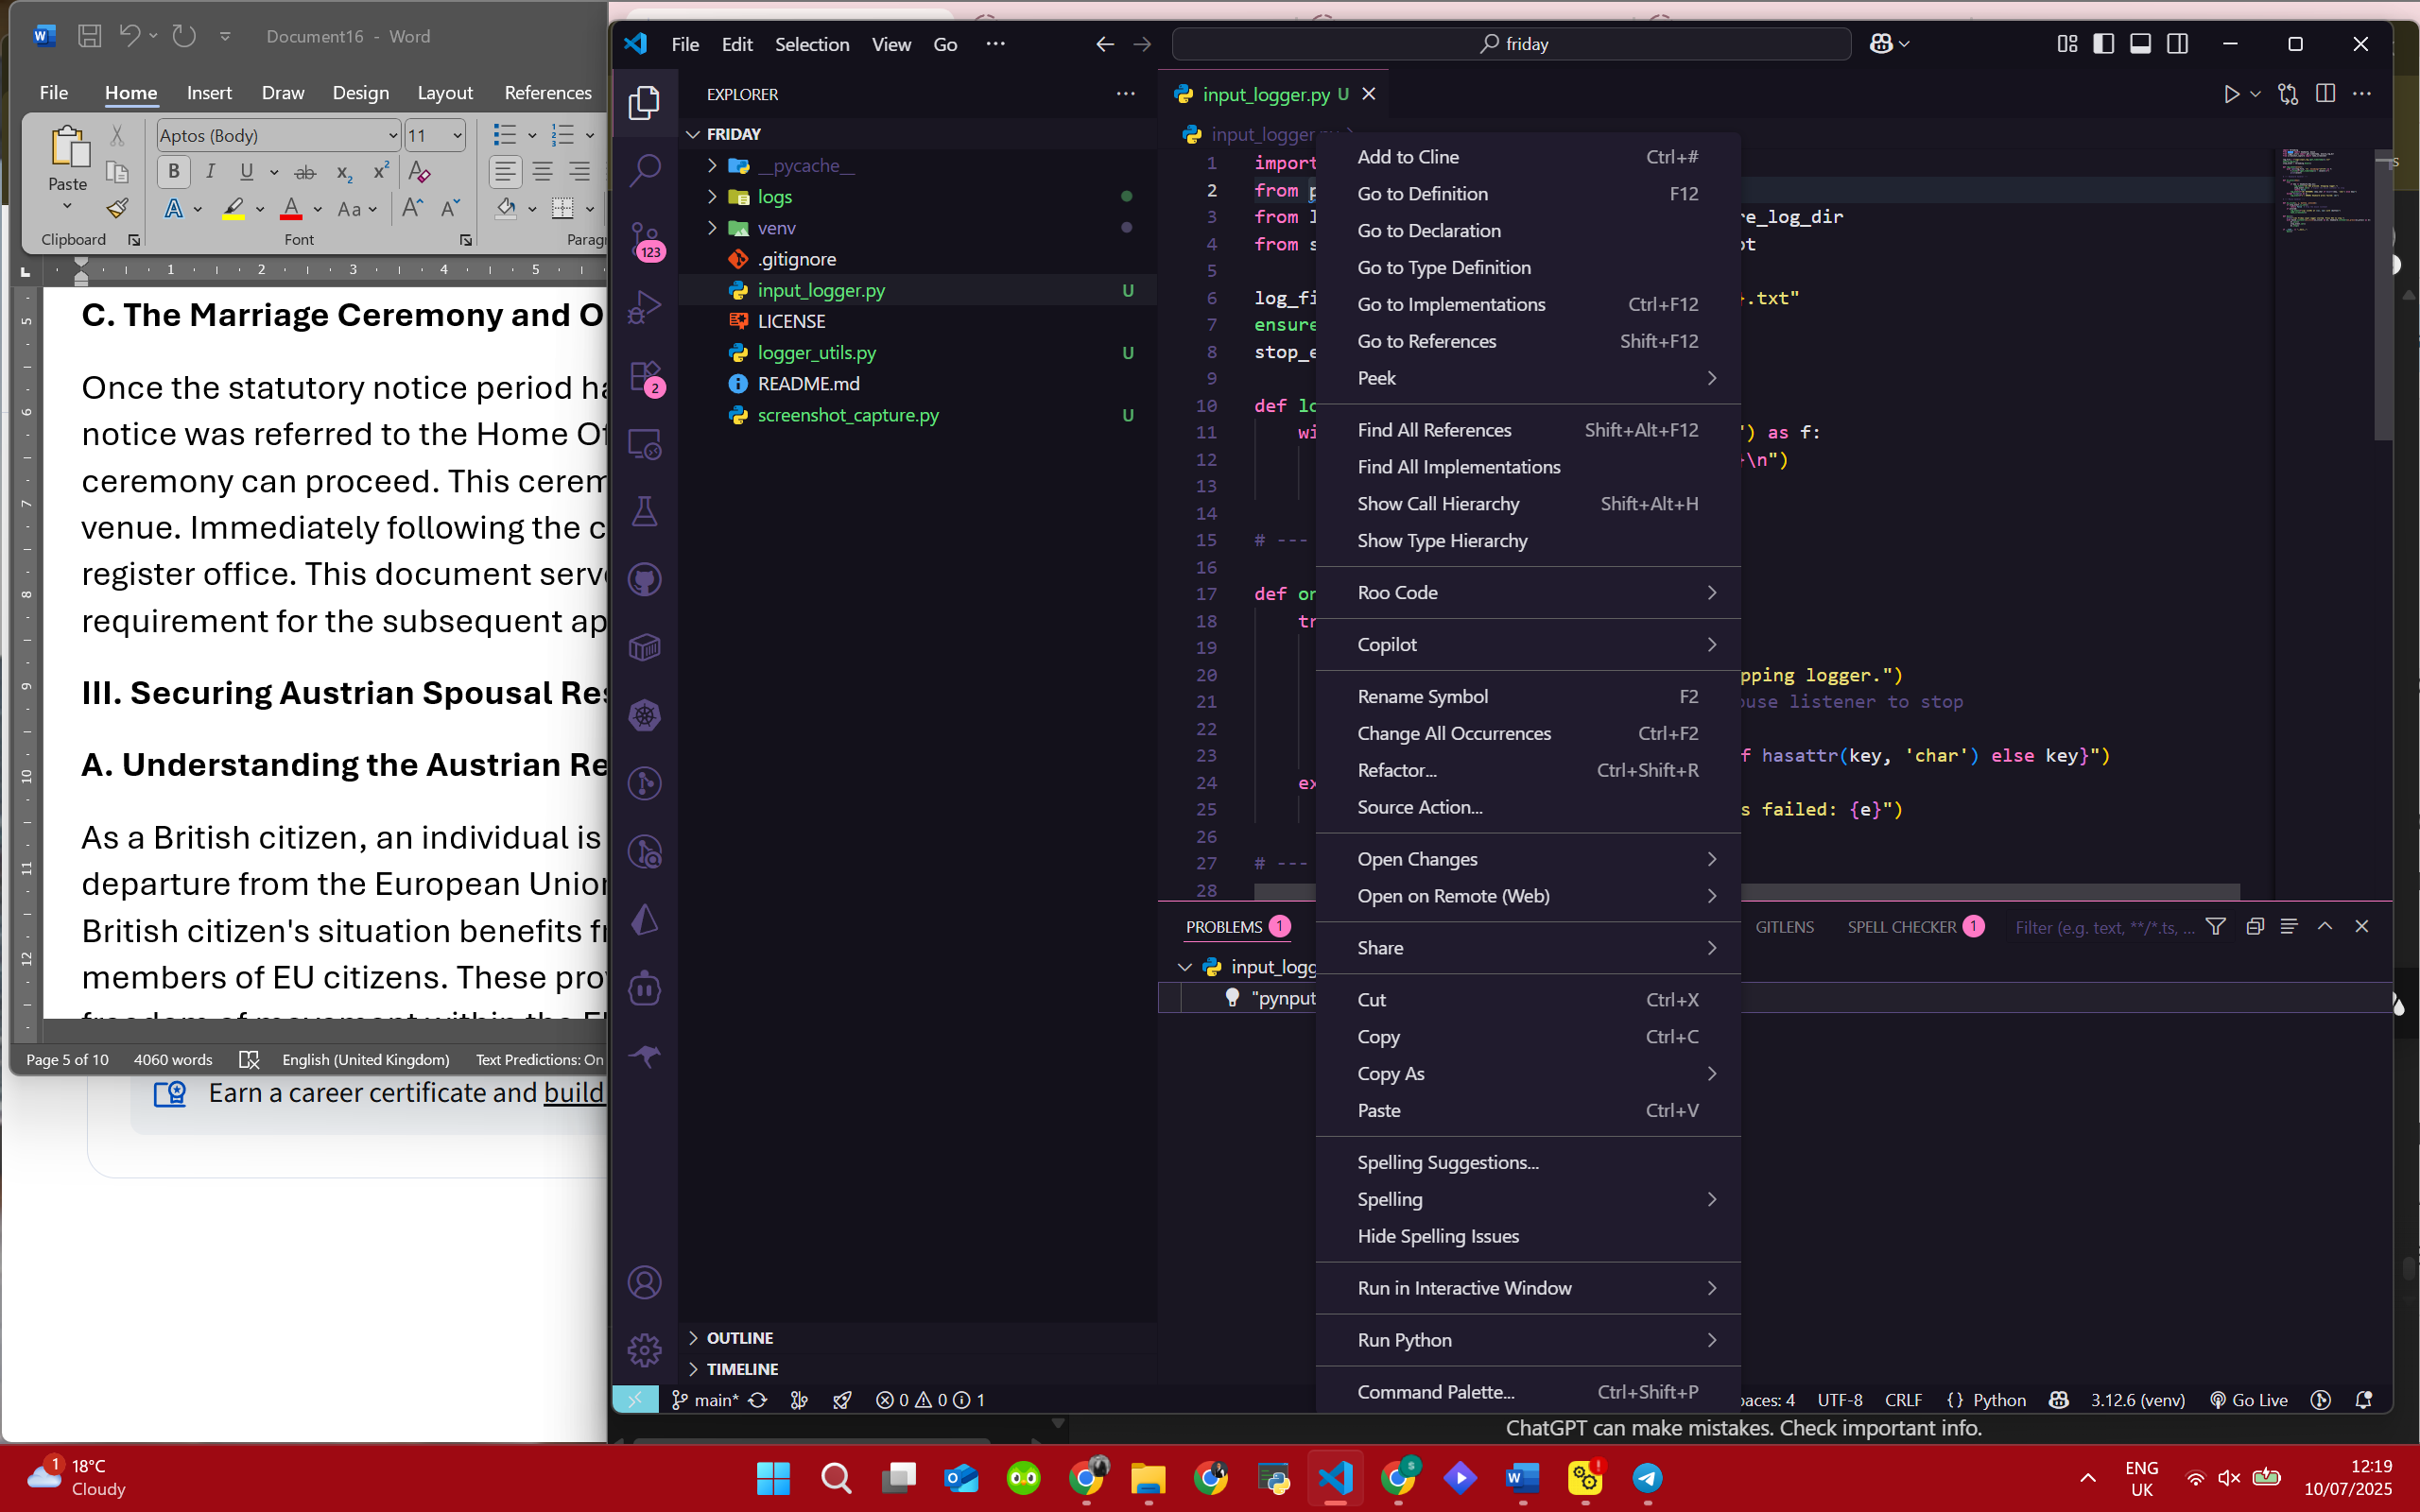 Document16 - Word
File Home Insert Draw Design Layout References
Aptos (Body) 11
Paste
Clipboard Font
C. The Marriage Ceremony and O
Once the statutory notice period
notice was referred to the Home
ceremony can proceed. This
venue. Immediately following the
register office. This document
requirement for the subsequent
III. Securing Austrian Spousal
A. Understanding the Austrian
As a British citizen, an individual is
departure from the European Union
British citizen's situation benefits
members of EU citizens. These
Page 5 of 10 4060 words English (United Kingdom) Text Predictions: On
Earn a career certificate and build
File Edit Selection View Go
friday
EXPLORER
FRIDAY
__pycache__
logs
venv
.gitignore
input_logger.py U
LICENSE
logger_utils.py U
README.md
screenshot_capture.py U
123
2
OUTLINE
TIMELINE
input_logger.py U
1 import
2 from p
3 from l re_log_dir
4 from s pt
5
6 log_fi }.txt"
7 ensure
8 stop_e
9
10 def lo
11 wi ") as f:
12 }\n")
13
14
15 # ---
16
17 def on
18 tr
19
20 pping logger.")
21 ouse listener to stop
22
23 f hasattr(key, 'char') else key}")
24 ex
25 s failed: {e}")
26
27 # ---
28
Add to Cline Ctrl+#
Go to Definition F12
Go to Declaration
Go to Type Definition
Go to Implementations Ctrl+F12
Go to References Shift+F12
Peek
Find All References Shift+Alt+F12
Find All Implementations
Show Call Hierarchy Shift+Alt+H
Show Type Hierarchy
Roo Code
Copilot
Rename Symbol F2
Change All Occurrences Ctrl+F2
Refactor... Ctrl+Shift+R
Source Action...
Open Changes
Open on Remote (Web)
Share
Cut Ctrl+X
Copy Ctrl+C
Copy As
Paste Ctrl+V
Spelling Suggestions...
Spelling
Hide Spelling Issues
Run in Interactive Window
Run Python
Command Palette... Ctrl+Shift+P
PROBLEMS 1 GITLENS SPELL CHECKER 1 Filter (e.g. text, **/*.ts, ...
input_logg
"pynput
main* 0 0 1 paces: 4 UTF-8 CRLF {} Python 3.12.6 (venv) Go Live
ChatGPT can make mistakes. Check important info.
1 18°C
Cloudy
ENG
UK
12:19
10/07/2025